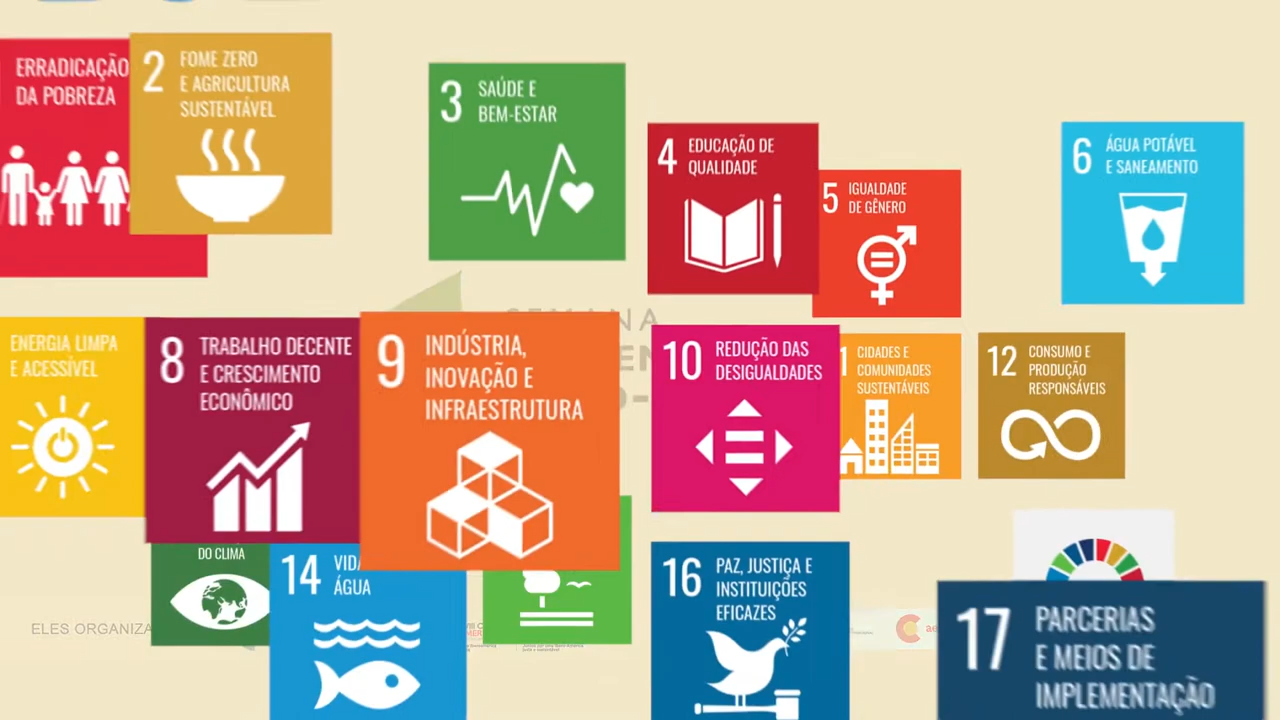 ERRADICAÇÃO
DA POBREZA
2
FOME ZERO
E AGRICULTURA
SUSTENTÁVEL
3
SAÚDE E
BEM-ESTAR
4
EDUCAÇÃO DE
QUALIDADE
5
IGUALDADE
DE GÊNERO
6
ÁGUA POTÁVEL
E SANEAMENTO
SEMANA
ENERGIA LIMPA
E ACESSÍVEL
8
TRABALHO DECENTE
E CRESCIMENTO
ECONÔMICO
9
INDÚSTRIA,
INOVAÇÃO E
INFRAESTRUTURA
10
REDUÇÃO DAS
DESIGUALDADES
1
CIDADES E
COMUNIDADES
SUSTENTÁVEIS
12
CONSUMO E
PRODUÇÃO
RESPONSÁVEIS
DO CLIMA
14
VIDA
ÁGUA
16
PAZ, JUSTIÇA E
INSTITUIÇÕES
EFICAZES
17
PARCERIAS
E MEIOS DE
IMPLEMENTAÇÃO
ELES ORGANIZA